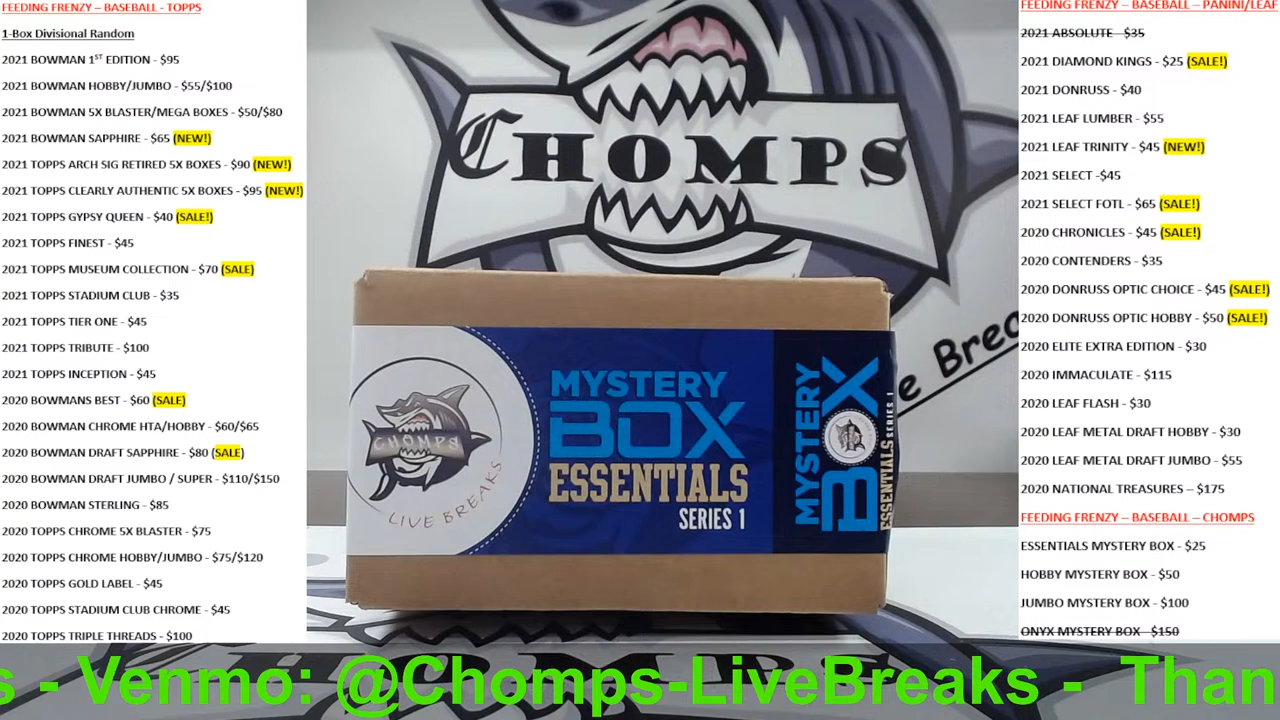 FEEDING FRENZY – BASEBALL - TOPPS
1-Box Divisional Random
2021 BOWMAN 1ST EDITION - $95
2021 BOWMAN HOBBY/JUMBO - $55/$100
2021 BOWMAN 5X BLASTER/MEGA BOXES - $50/$80
2021 BOWMAN SAPPHIRE - $65 (NEW!)
2021 TOPPS ARCH SIG RETIRED 5X BOXES - $90 (NEW!)
2021 TOPPS CLEARLY AUTHENTIC 5X BOXES - $95 (NEW!)
2021 TOPPS GYPSY QUEEN - $40 (SALE!)
2021 TOPPS FINEST - $45
2021 TOPPS MUSEUM COLLECTION - $70 (SALE)
2021 TOPPS STADIUM CLUB - $35
2021 TOPPS TIER ONE - $45
2021 TOPPS TRIBUTE - $100
2021 TOPPS INCEPTION - $45
2020 BOWMANS BEST - $60 (SALE)
2020 BOWMAN CHROME HTA/HOBBY - $60/$65
2020 BOWMAN DRAFT SAPPHIRE - $80 (SALE)
2020 BOWMAN DRAFT JUMBO / SUPER - $110/$150
2020 BOWMAN STERLING - $85
2020 TOPPS CHROME 5X BLASTER - $75
2020 TOPPS CHROME HOBBY/JUMBO - $75/$120
2020 TOPPS GOLD LABEL - $45
2020 TOPPS STADIUM CLUB CHROME - $45
2020 TOPPS TRIPLE THREADS - $100
CHOMPS
e Brea
CHOMPS
LIVE BREAKS
MYSTERY
BOX
ESSENTIALS
SERIES 1
MYSTERY
BOX
ESSENTIALS
SERIES 1
FEEDING FRENZY – BASEBALL – PANINI/LEAF
2021 ABSOLUTE - $35
2021 DIAMOND KINGS - $25 (SALE!)
2021 DONRUSS - $40
2021 LEAF LUMBER - $55
2021 LEAF TRINITY - $45 (NEW!)
2021 SELECT -$45
2021 SELECT FOTL - $65 (SALE!)
2020 CHRONICLES - $45 (SALE!)
2020 CONTENDERS - $35
2020 DONRUSS OPTIC CHOICE - $45 (SALE!)
2020 DONRUSS OPTIC HOBBY - $50 (SALE!)
2020 ELITE EXTRA EDITION - $30
2020 IMMACULATE - $115
2020 LEAF FLASH - $30
2020 LEAF METAL DRAFT HOBBY - $30
2020 LEAF METAL DRAFT JUMBO - $55
2020 NATIONAL TREASURES – $175
FEEDING FRENZY – BASEBALL – CHOMPS
ESSENTIALS MYSTERY BOX - $25
HOBBY MYSTERY BOX - $50
JUMBO MYSTERY BOX - $100
ONYX MYSTERY BOX - $150
s - Venmo: @Chomps-LiveBreaks - Than